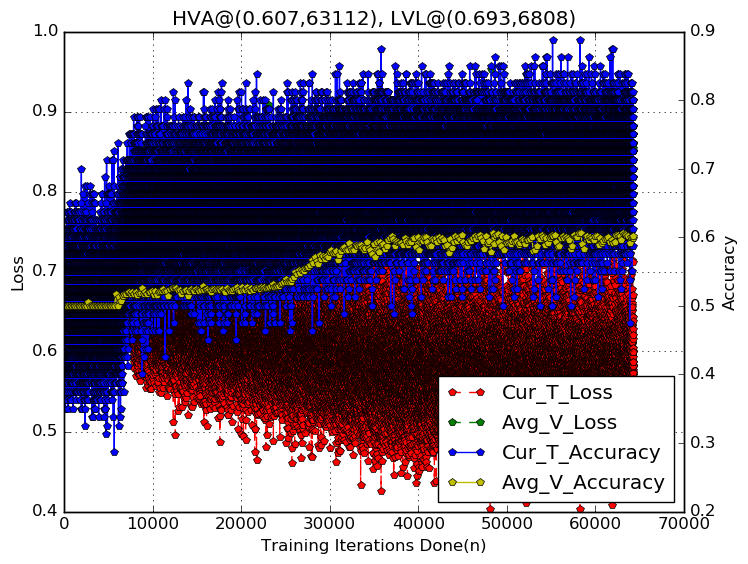 HVA@(0.607,63112), LVL@(0.693,6808)
1.0
0.9
0.8
0.7
0.6
0.5
0.4
Loss
0.9
0.8
0.7
0.6
0.5
0.4
0.3
0.2
Accuracy
Cur_T_Loss
Avg_V_Loss
Cur_T_Accuracy
Avg_V_Accuracy
0 10000 20000 30000 40000 50000 60000 70000
Training Iterations Done(n)